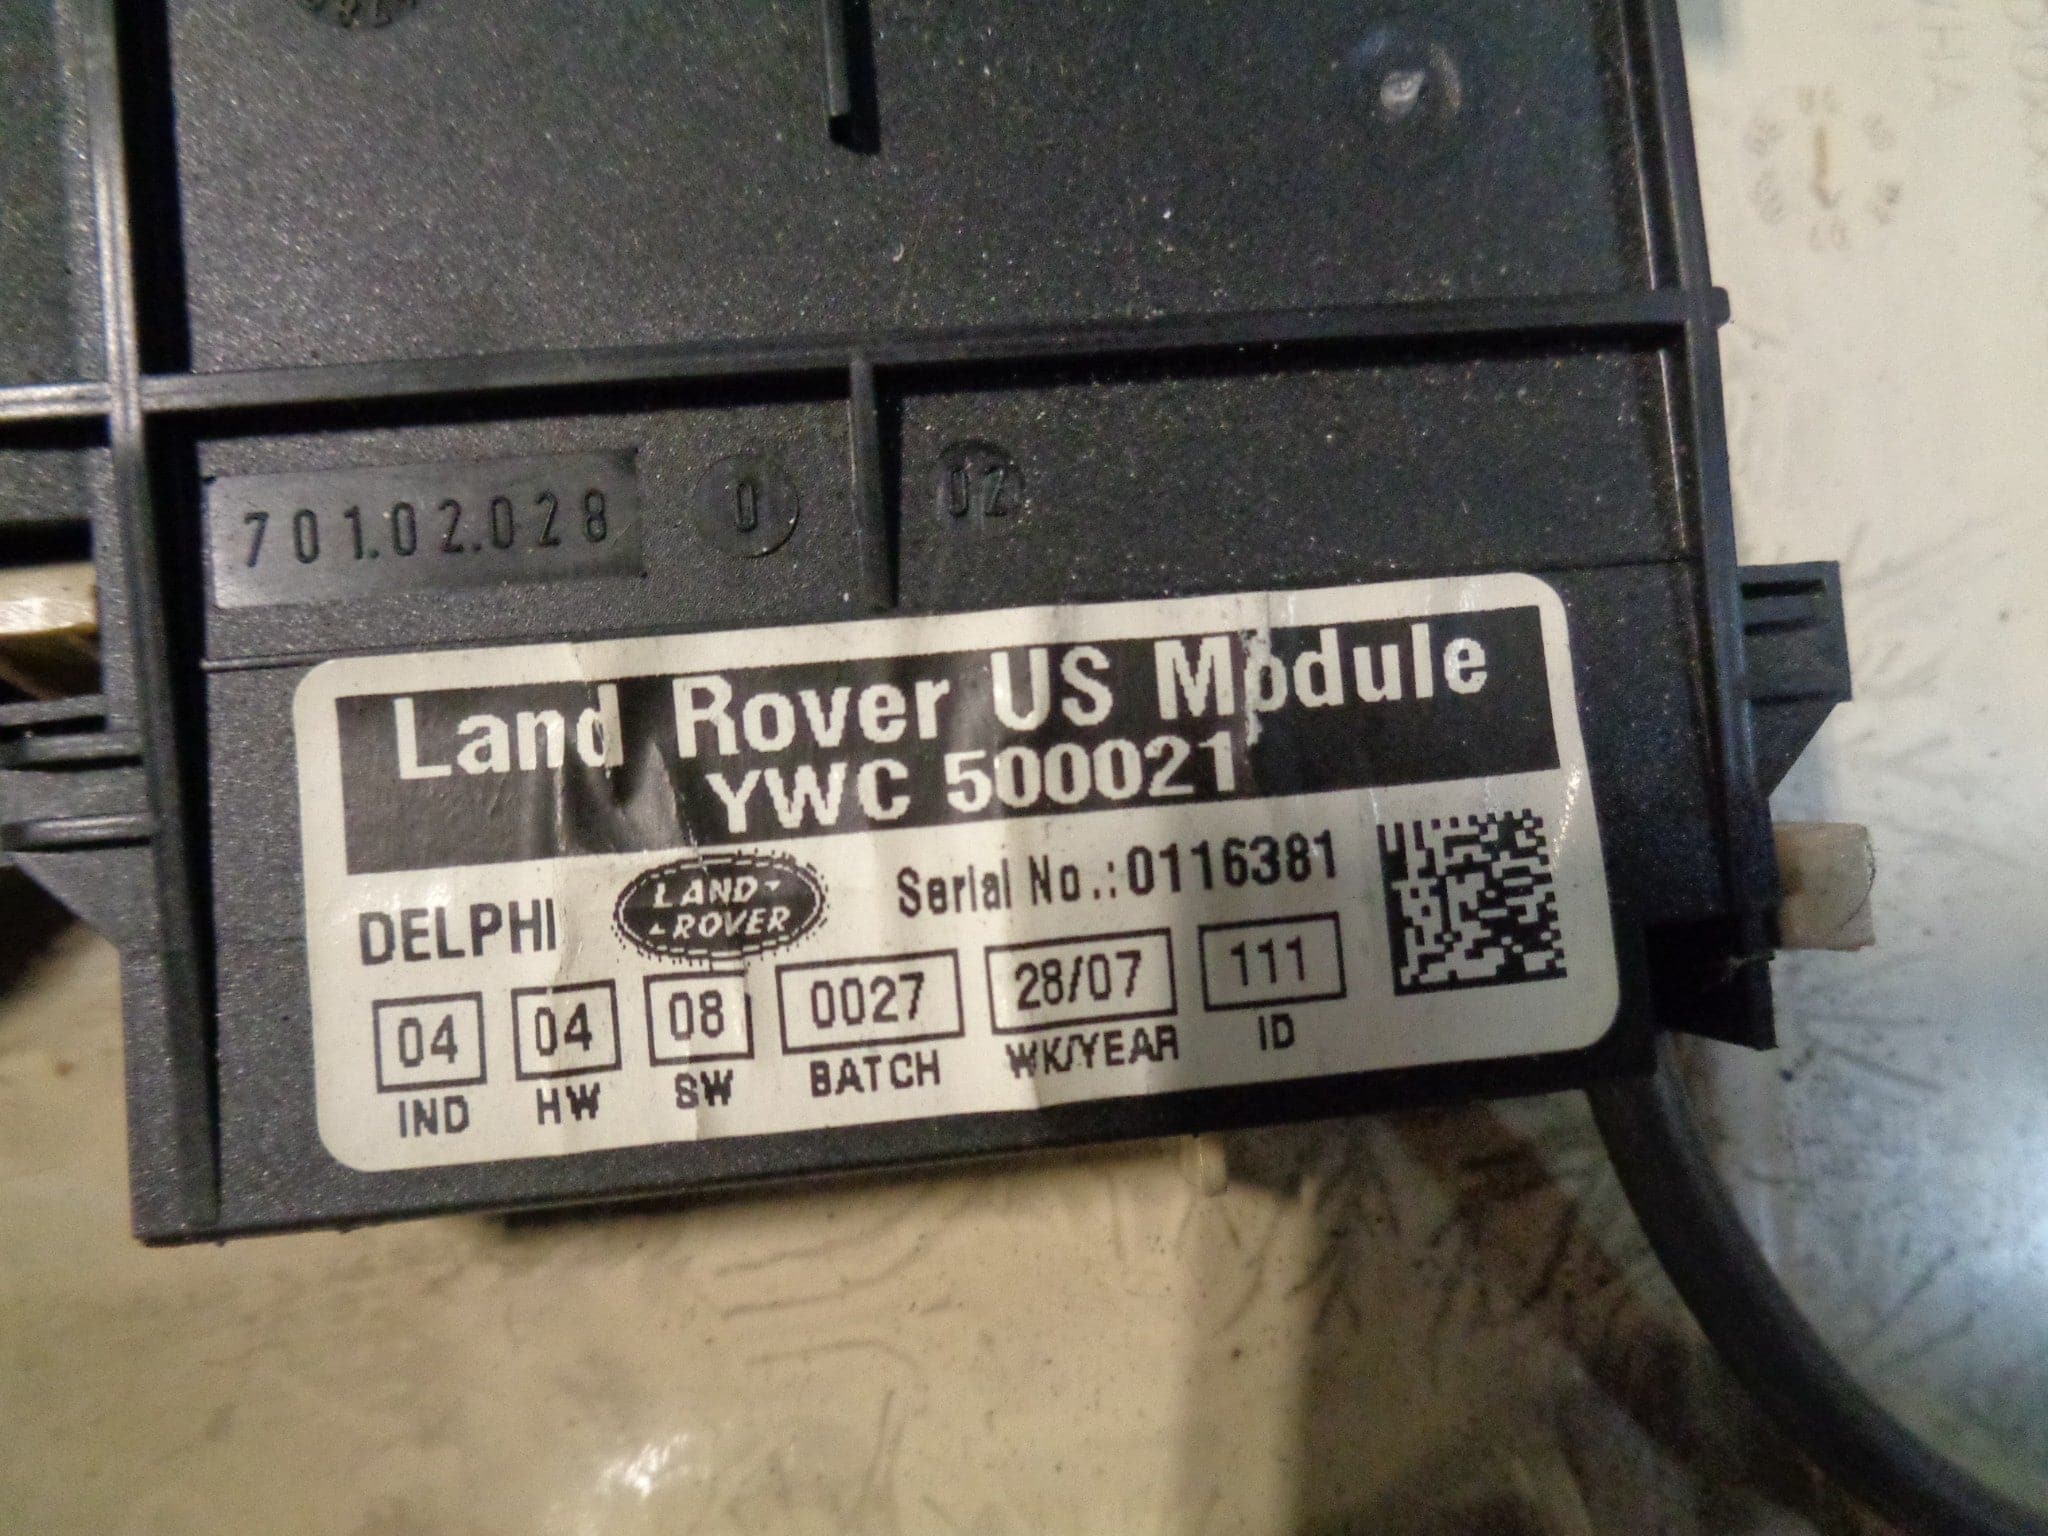 701.02.028 0 02
Land Rover US Module
YWC 500021
DELPHI LAND ROVER Serial No.:0116381
04 04 08 0027 28/07 111
IND HW SW BATCH WK/YEAR ID